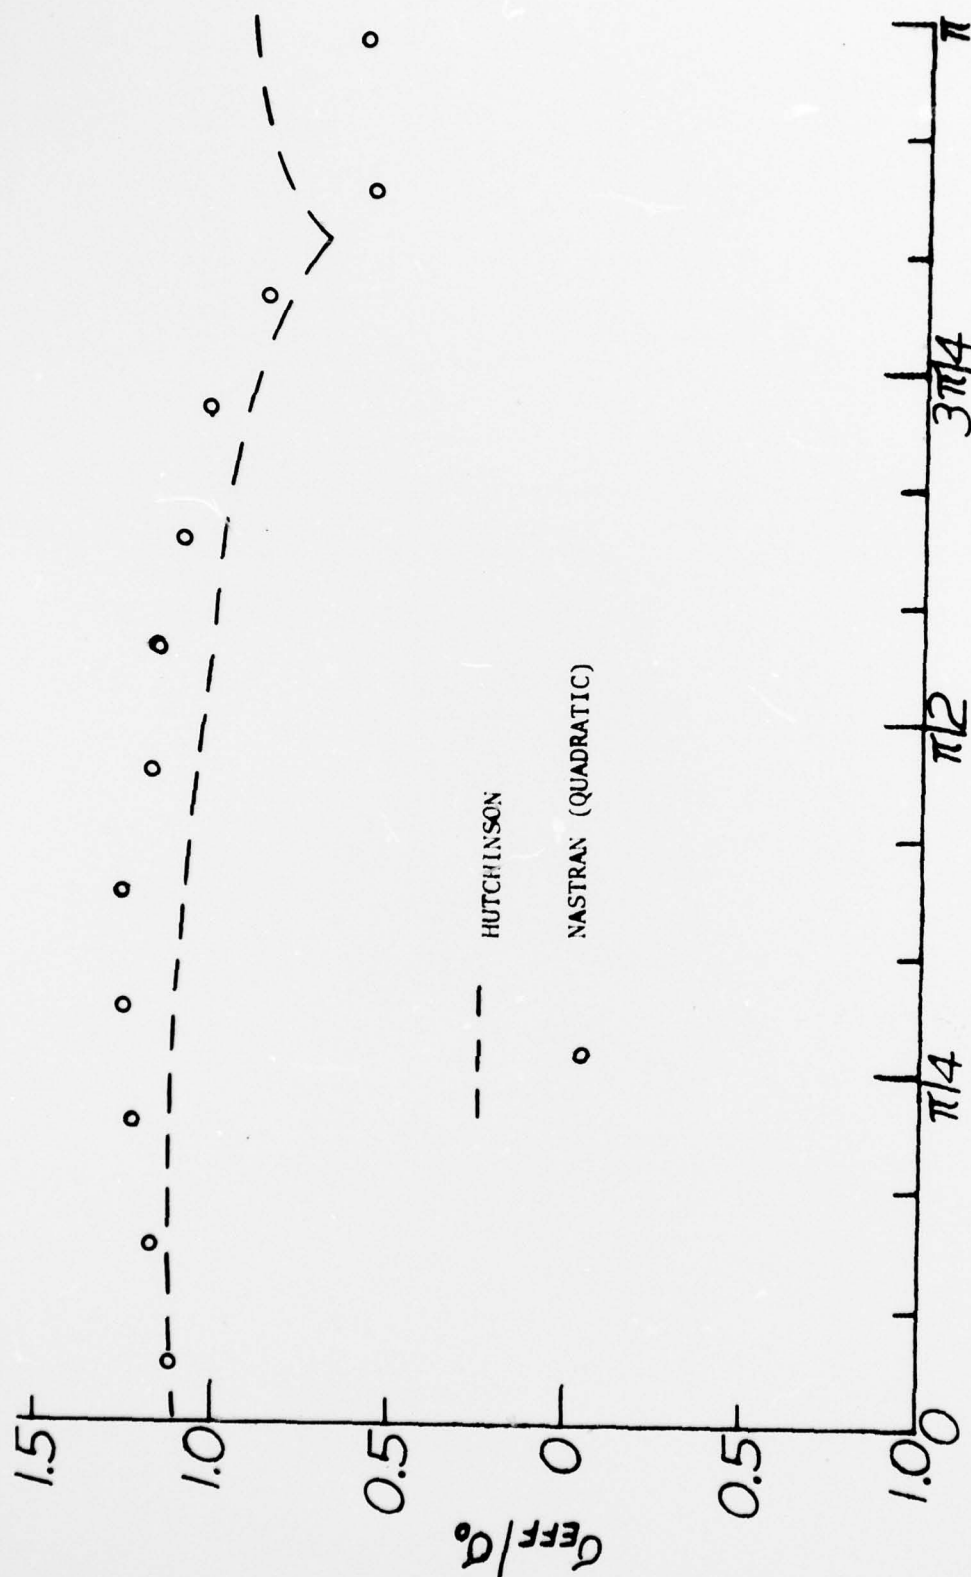 1.5
1.0
0.5
0
0.5
1.0
σEFF/σ0
HUTCHINSON
NASTRAN (QUADRATIC)
0
π/4
π/2
3π/4
π